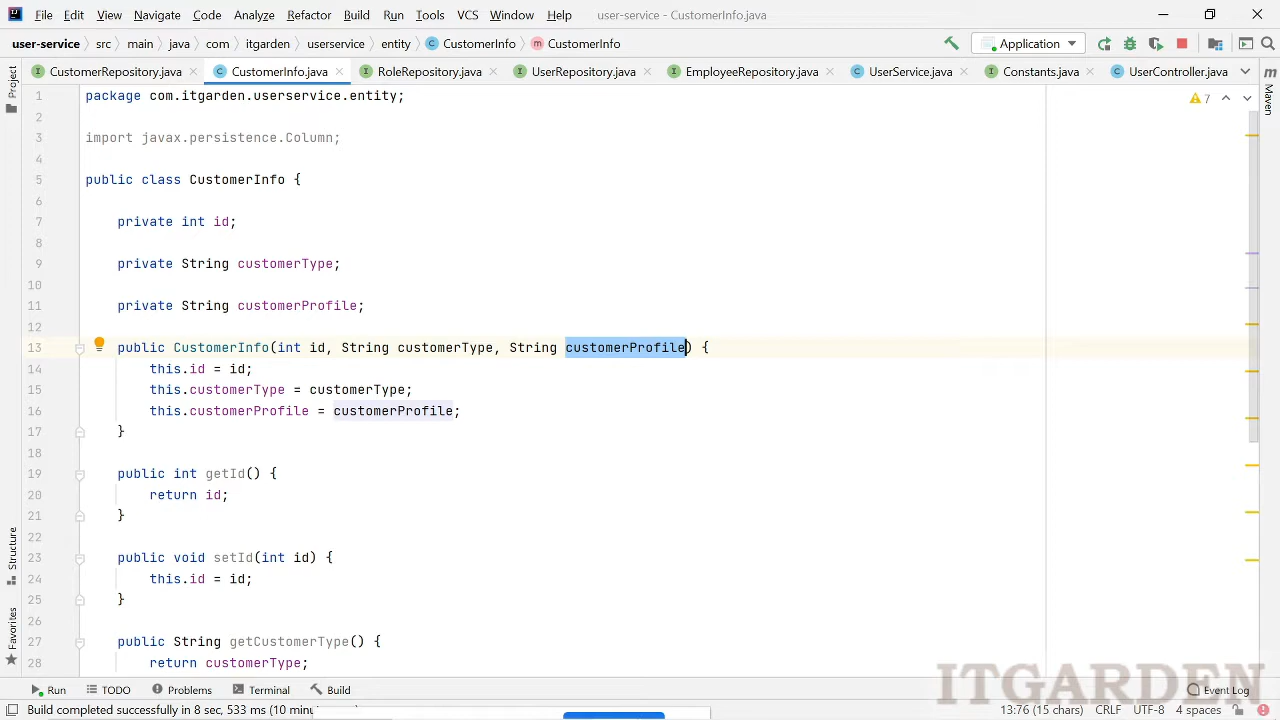 File Edit View Navigate Code Analyze Refactor Build Run Tools VCS Window Help user-service - CustomerInfo.java
user-service src main java com itgarden userservice entity CustomerInfo CustomerInfo Application
CustomerRepository.java CustomerInfo.java RoleRepository.java UserRepository.java EmployeeRepository.java UserService.java Constants.java UserController.java
Project
Maven
7
1 package com.itgarden.userservice.entity;
2
3 import javax.persistence.Column;
4
5 public class CustomerInfo {
6
7 private int id;
8
9 private String customerType;
10
11 private String customerProfile;
12
13 public CustomerInfo(int id, String customerType, String customerProfile) {
14 this.id = id;
15 this.customerType = customerType;
16 this.customerProfile = customerProfile;
17 }
18
19 public int getId() {
20 return id;
21 }
22
23 public void setId(int id) {
24 this.id = id;
25 }
26
27 public String getCustomerType() {
28 return customerType;
Structure
Favorites
ITGARDEN
Run TODO Problems Terminal Build Event Log
Build completed successfully in 8 sec, 533 ms (10 minu 13:76 (15 chars) CRLF UTF-8 4 spaces